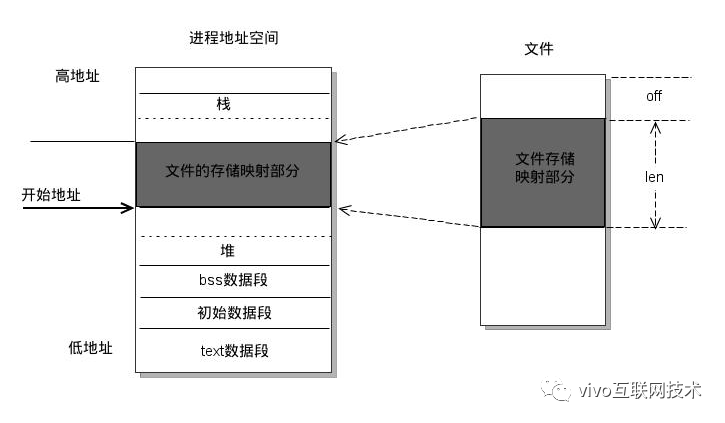 进程地址空间
文件
高地址
栈
off
文件的存储映射部分
文件存储
映射部分
len
开始地址
堆
bss数据段
初始数据段
低地址
text数据段
vivo互联网技术